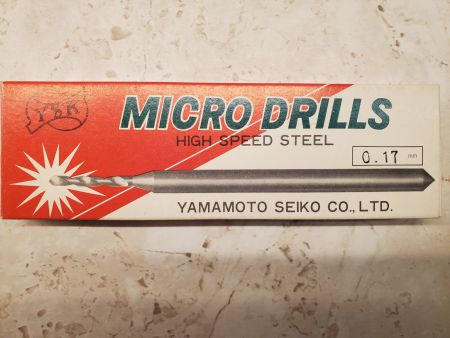 YSK
MICRO DRILLS
HIGH SPEED STEEL
0.17 mm
YAMAMOTO SEIKO CO., LTD.